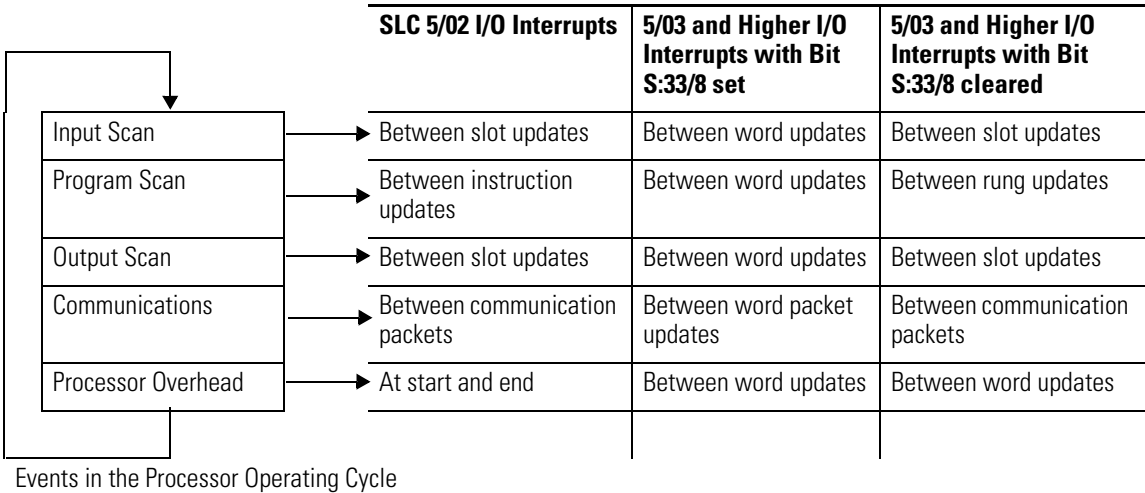 SLC 5/02 I/O Interrupts
5/03 and Higher I/O
Interrupts with Bit
S:33/8 set
5/03 and Higher I/O
Interrupts with Bit
S:33/8 cleared
Input Scan
Between slot updates
Between word updates
Between slot updates
Program Scan
Between instruction
updates
Between word updates
Between rung updates
Output Scan
Between slot updates
Between word updates
Between slot updates
Communications
Between communication
packets
Between word packet
updates
Between communication
packets
Processor Overhead
At start and end
Between word updates
Between word updates
Events in the Processor Operating Cycle